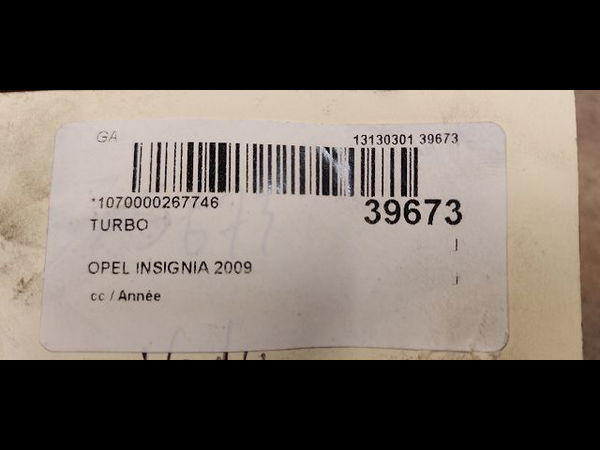 GA
13130301 39673
*1070000267746
39673
TURBO
OPEL INSIGNIA 2009
cc / Année